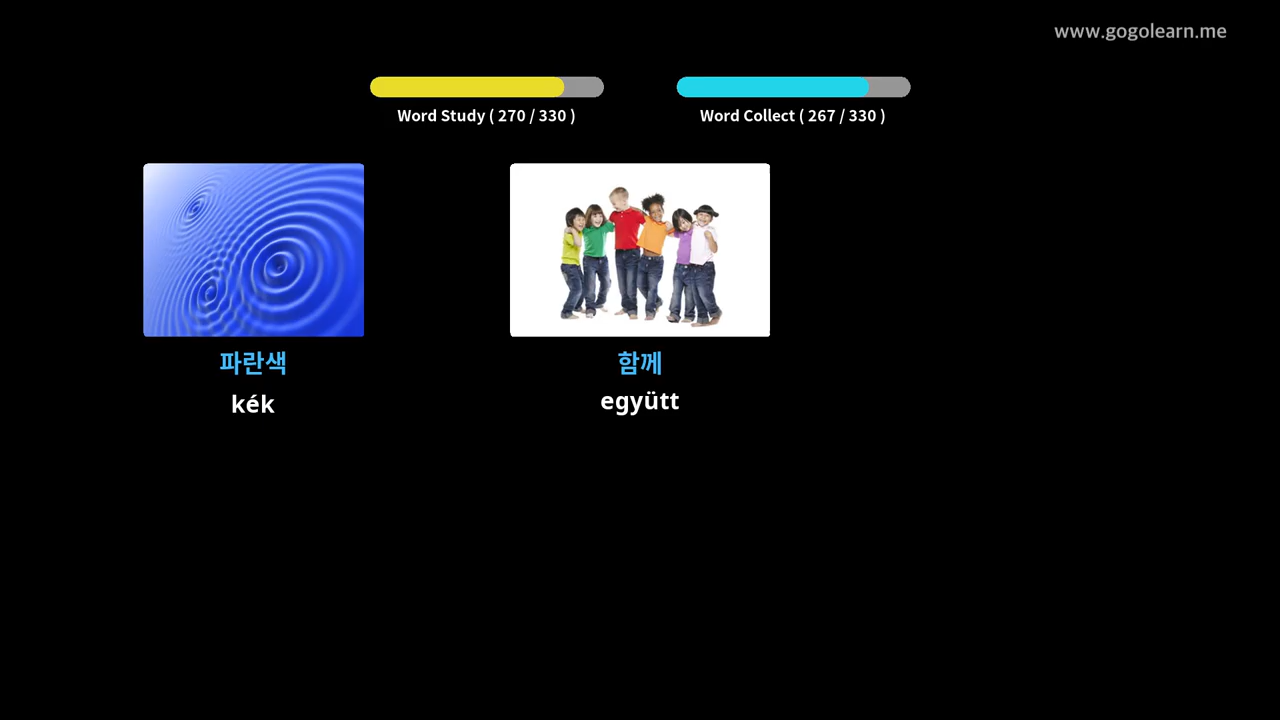 www.gogolearn.me
Word Study ( 270 / 330 )
Word Collect ( 267 / 330 )
파란색
kék
함께
együtt